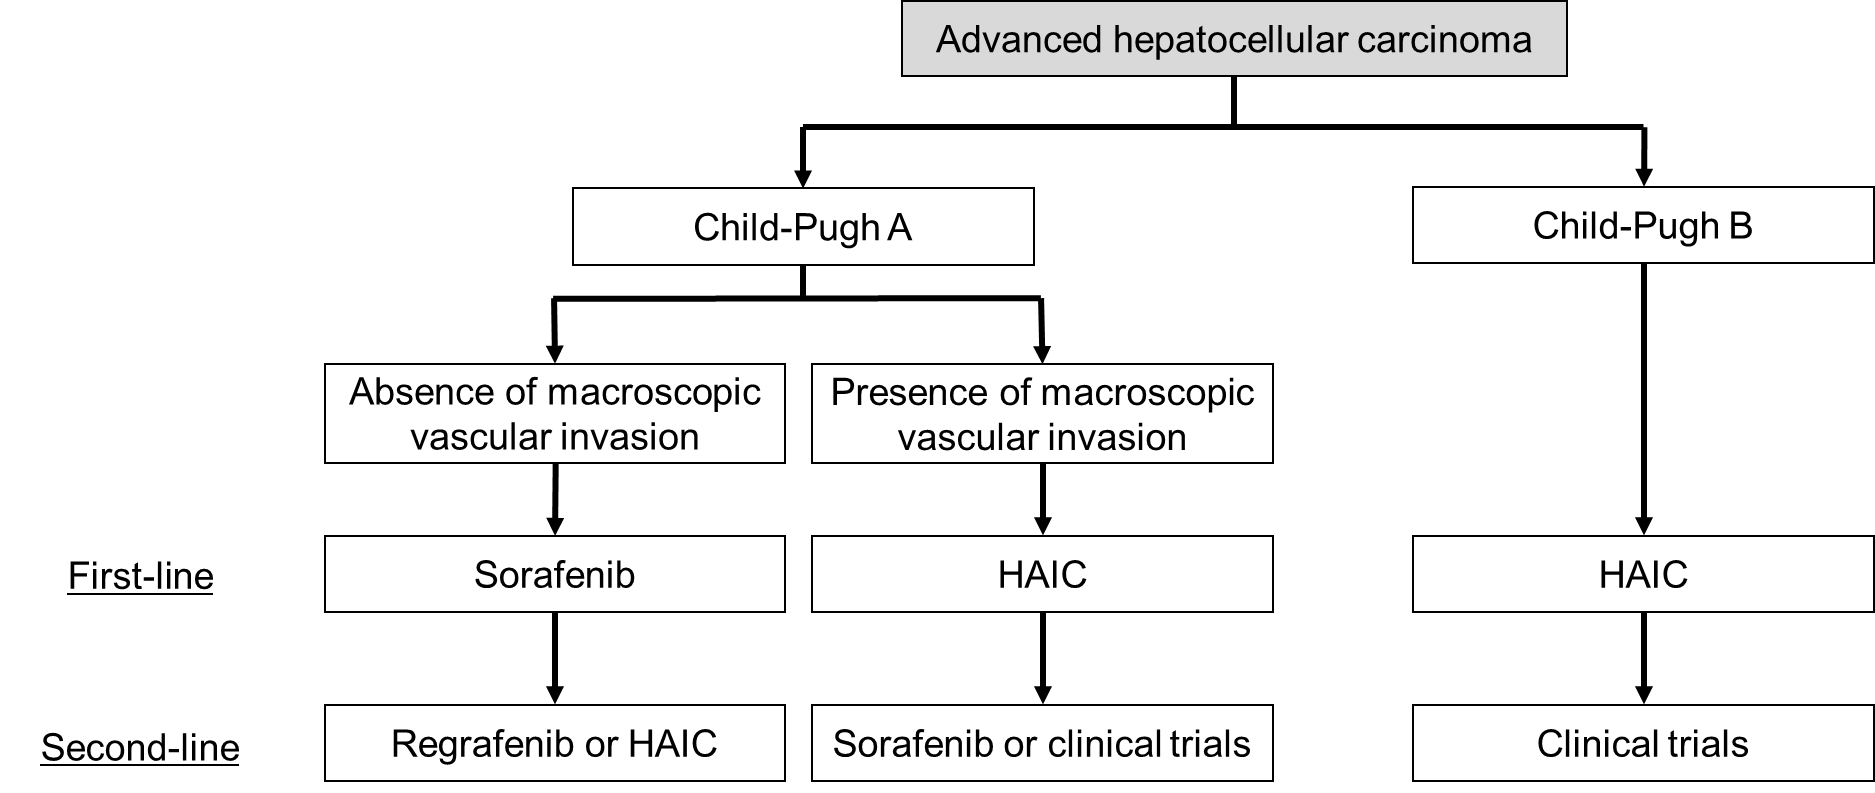 Advanced hepatocellular carcinoma
Child-Pugh A
Child-Pugh B
Absence of macroscopic
vascular invasion
Presence of macroscopic
vascular invasion
First-line
Sorafenib
HAIC
HAIC
Second-line
Regrafenib or HAIC
Sorafenib or clinical trials
Clinical trials